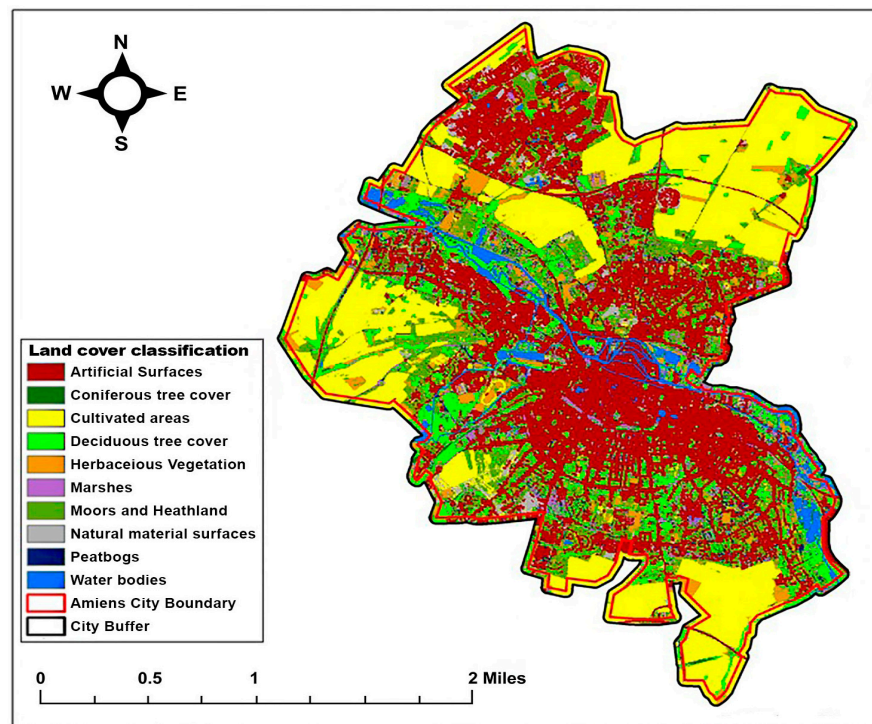 N
W E
S
Land cover classification
Artificial Surfaces
Coniferous tree cover
Cultivated areas
Deciduous tree cover
Herbaceious Vegetation
Marshes
Moors and Heathland
Natural material surfaces
Peatbogs
Water bodies
Amiens City Boundary
City Buffer
0 0.5 1 2 Miles